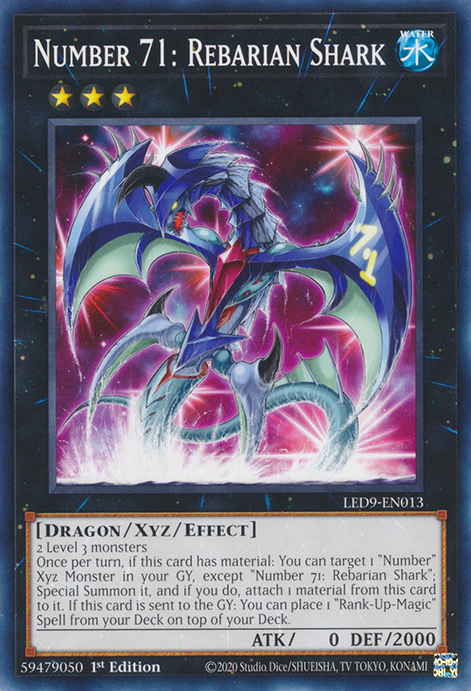 NUMBER 71: REBARIAN SHARK
WATER
水
71
LED9-EN013
[DRAGON/XYZ/EFFECT]
2 Level 3 monsters
Once per turn, if this card has material: You can target 1 "Number"
Xyz Monster in your GY, except "Number 71: Rebarian Shark";
Special Summon it, and if you do, attach 1 material from this card
to it. If this card is sent to the GY: You can place 1 "Rank-Up-Magic"
Spell from your Deck on top of your Deck.
ATK/ 0 DEF/2000
59479050 1st Edition ©2020 Studio Dice/SHUEISHA, TV TOKYO, KONAMI